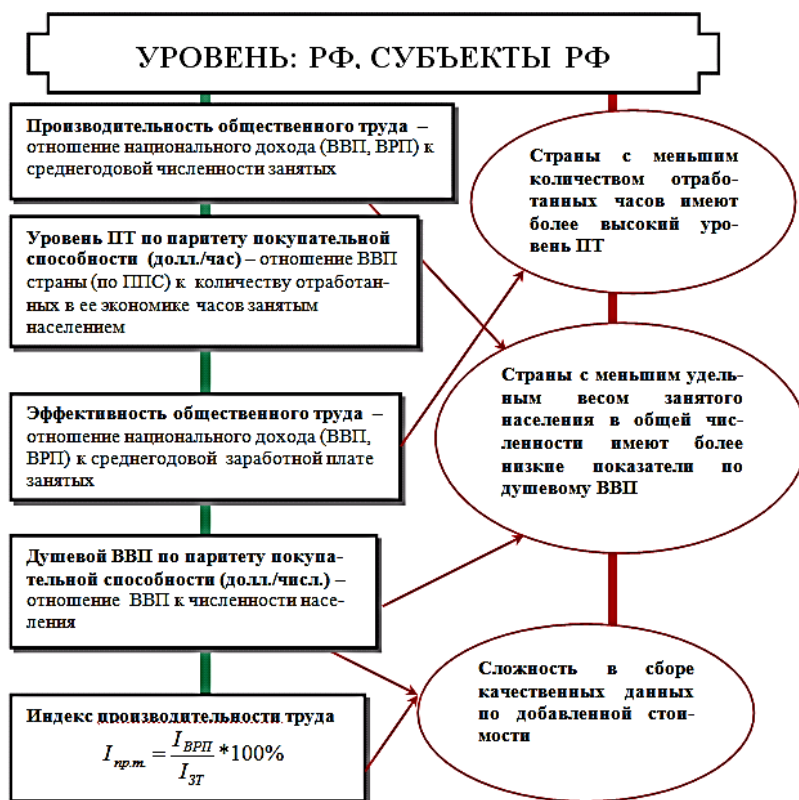 УРОВЕНЬ: РФ. СУБЪЕКТЫ РФ
Производительность общественного труда –
отношение национального дохода (ВВП, ВРП) к
среднегодовой численности занятых
Уровень ПТ по паритету покупательной
способности (долл./час) – отношение ВВП
страны (по ППС) к количеству отработан-
ных в ее экономике часов занятым
населением
Эффективность общественного труда –
отношение национального дохода (ВВП,
ВРП) к среднегодовой заработной плате
занятых
Душевой ВВП по паритету покупа-
тельной способности (долл./числ.) –
отношение ВВП к численности насе-
ления
Индекс производительности труда
I пр.т. = I ВРП / I ЗТ *100%
Страны с меньшим
количеством отрабо-
танных часов имеют
более высокий уро-
вень ПТ
Страны с меньшим удель-
ным весом занятого
населения в общей чис-
ленности имеют более
низкие показатели по
душевому ВВП
Сложность в сборе
качественных данных
по добавленной стои-
мости